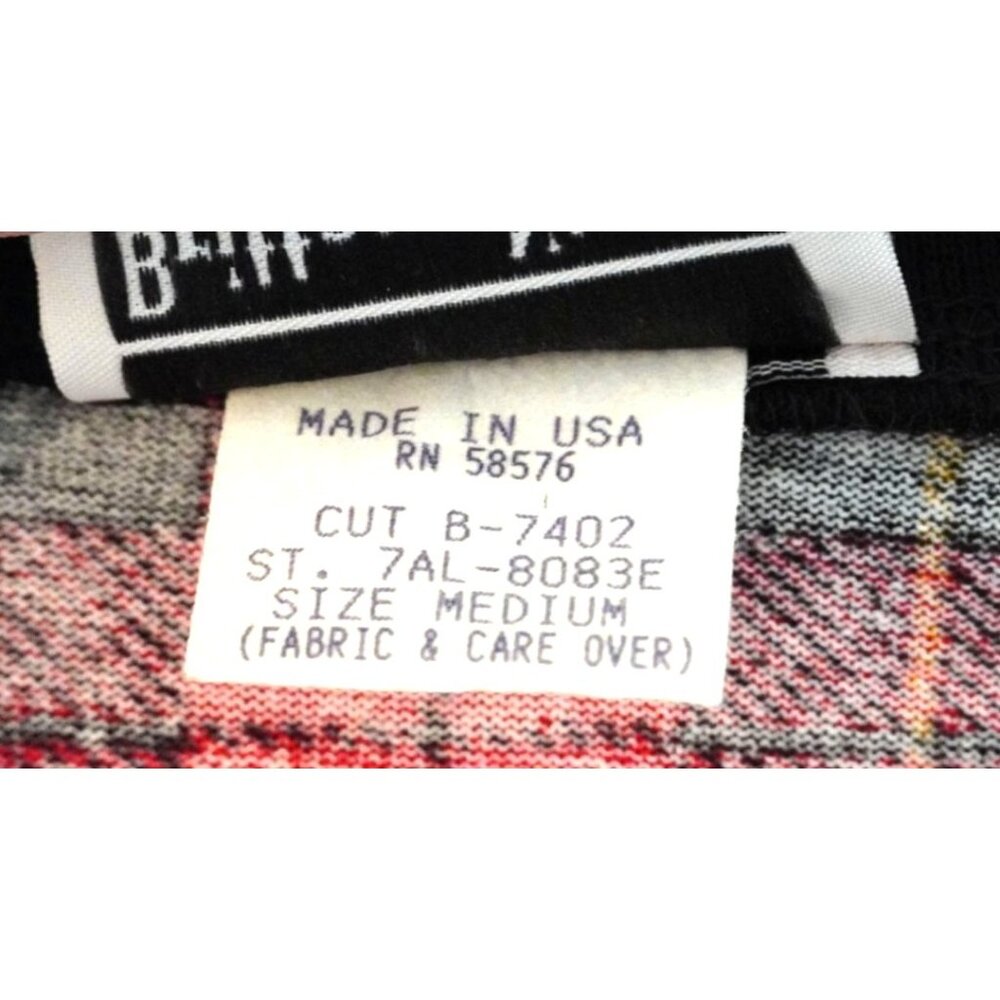 MADE IN USA
RN 58576
CUT B-7402
ST. 7AL-8083E
SIZE MEDIUM
(FABRIC & CARE OVER)